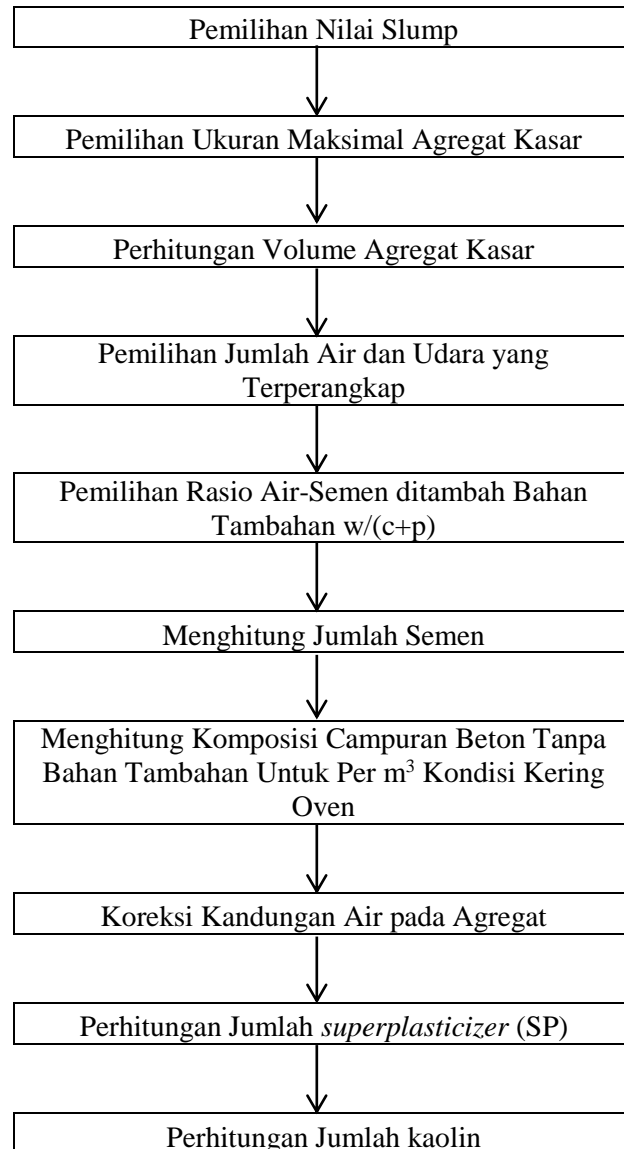 Pemilihan Nilai Slump
Pemilihan Ukuran Maksimal Agregat Kasar
Perhitungan Volume Agregat Kasar
Pemilihan Jumlah Air dan Udara yang
Terperangkap
Pemilihan Rasio Air-Semen ditambah Bahan
Tambahan w/(c+p)
Menghitung Jumlah Semen
Menghitung Komposisi Campuran Beton Tanpa
Bahan Tambahan Untuk Per m³ Kondisi Kering
Oven
Koreksi Kandungan Air pada Agregat
Perhitungan Jumlah superplasticizer (SP)
Perhitungan Jumlah kaolin